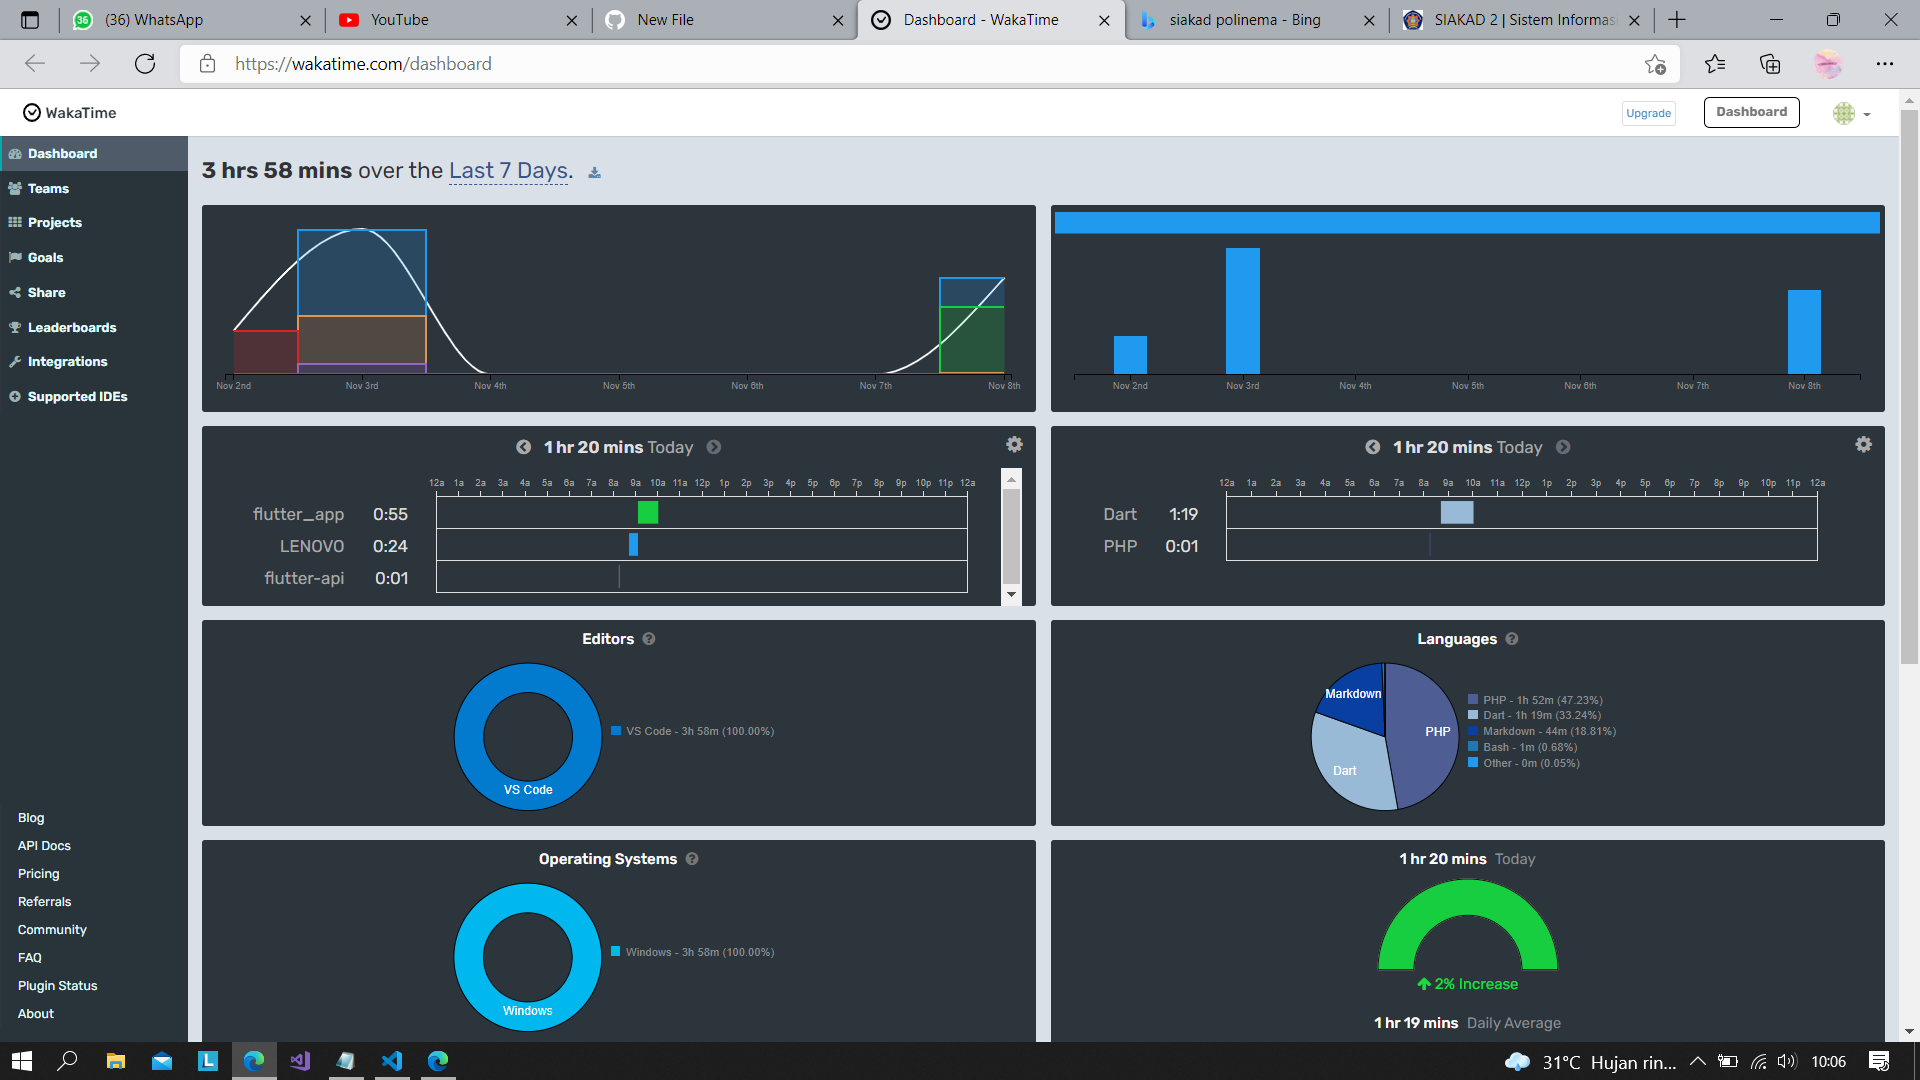 36
(36) WhatsApp
YouTube
New File
Dashboard - WakaTime
siakad polinema - Bing
SIAKAD 2 | Sistem Informas
https://wakatime.com/dashboard
WakaTime
Upgrade
Dashboard
Dashboard
Teams
Projects
Goals
Share
Leaderboards
Integrations
Supported IDEs
Blog
API Docs
Pricing
Referrals
Community
FAQ
Plugin Status
About
3 hrs 58 mins over the Last 7 Days.
Nov 2nd Nov 3rd Nov 4th Nov 5th Nov 6th Nov 7th Nov 8th
Nov 2nd Nov 3rd Nov 4th Nov 5th Nov 6th Nov 7th Nov 8th
1 hr 20 mins Today
12a 1a 2a 3a 4a 5a 6a 7a 8a 9a 10a 11a 12p 1p 2p 3p 4p 5p 6p 7p 8p 9p 10p 11p 12a
flutter_app 0:55
LENOVO 0:24
flutter-api 0:01
1 hr 20 mins Today
12a 1a 2a 3a 4a 5a 6a 7a 8a 9a 10a 11a 12p 1p 2p 3p 4p 5p 6p 7p 8p 9p 10p 11p 12a
Dart 1:19
PHP 0:01
Editors
VS Code
VS Code - 3h 58m (100.00%)
Languages
Markdown
PHP
Dart
PHP - 1h 52m (47.23%)
Dart - 1h 19m (33.24%)
Markdown - 44m (18.81%)
Bash - 1m (0.68%)
Other - 0m (0.05%)
Operating Systems
Windows
Windows - 3h 58m (100.00%)
1 hr 20 mins Today
2% Increase
1 hr 19 mins Daily Average
L
31°C Hujan rin...
10:06